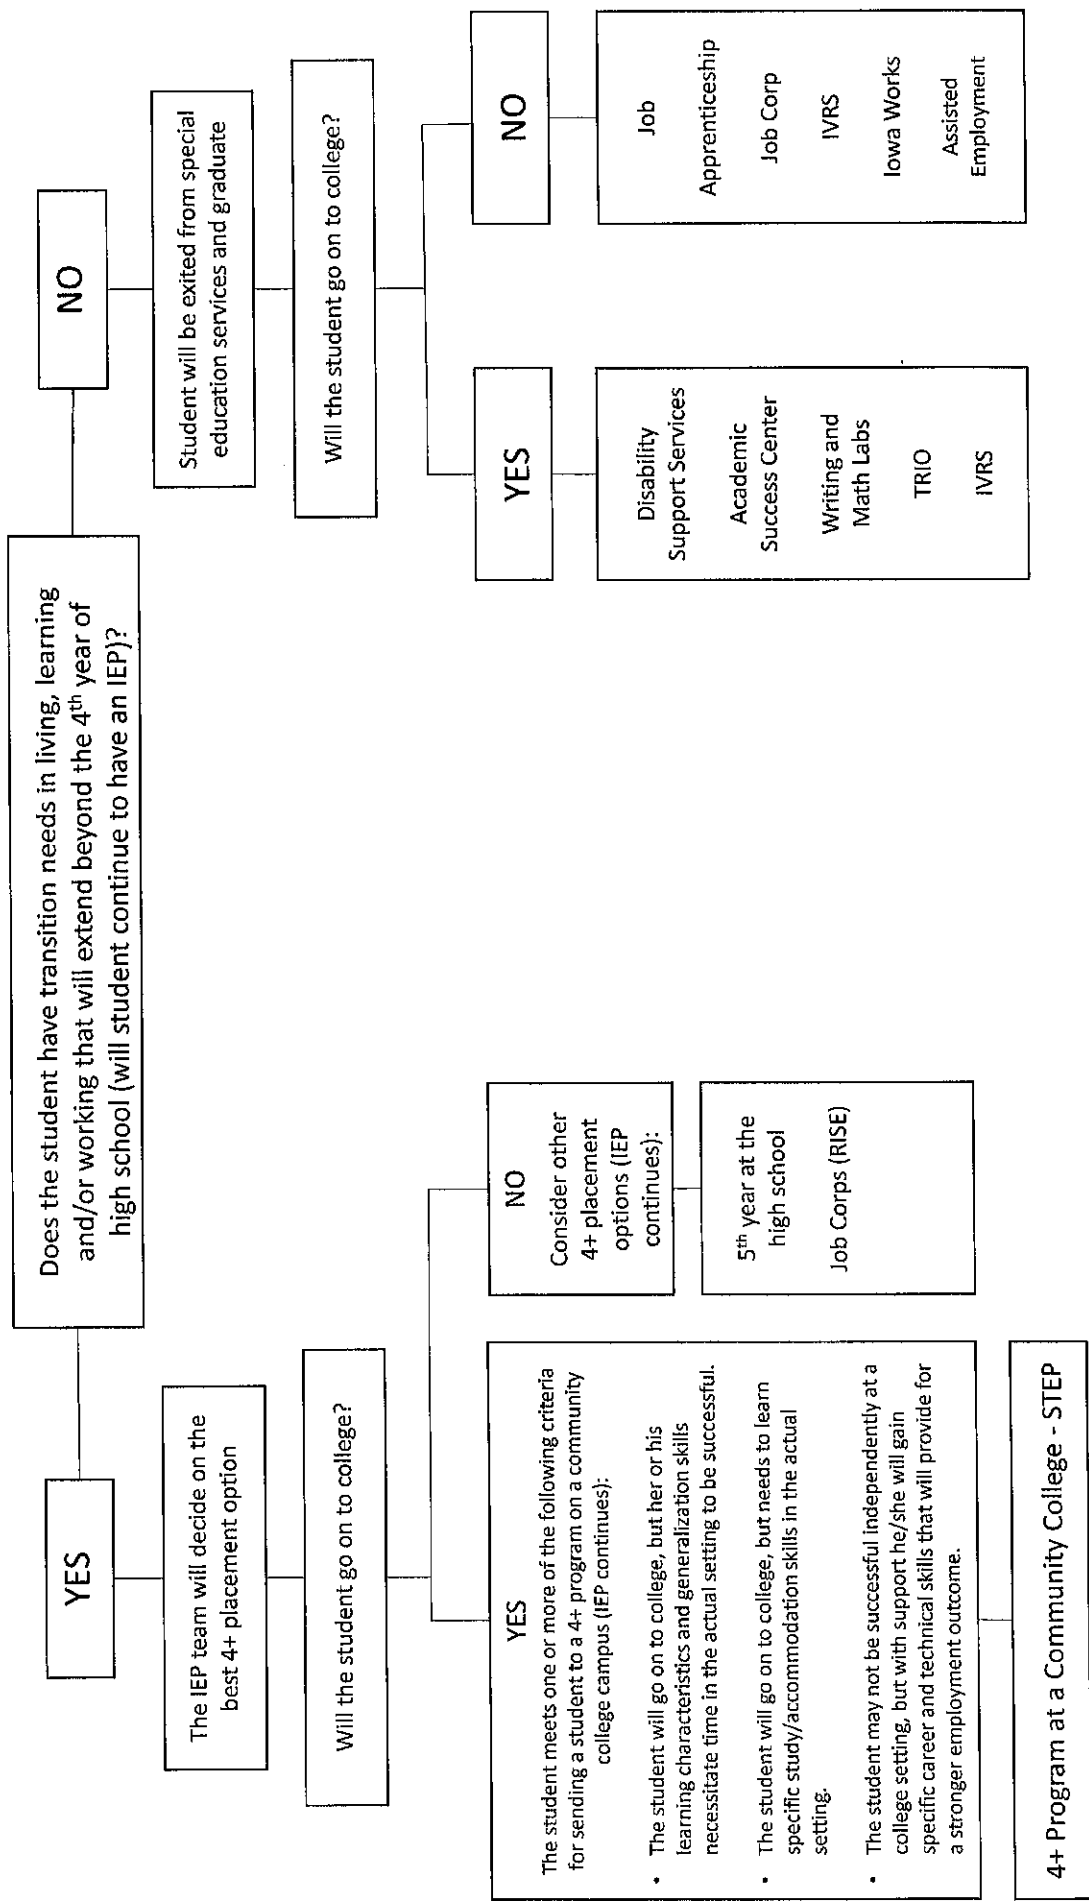 Does the student have transition needs in living, learning
and/or working that will extend beyond the 4th year of
high school (will student continue to have an IEP)?
YES
The IEP team will decide on the
best 4+ placement option
Will the student go on to college?
YES
The student meets one or more of the following criteria
for sending a student to a 4+ program on a community
college campus (IEP continues):
• The student will go on to college, but her or his
learning characteristics and generalization skills
necessitate time in the actual setting to be successful.
• The student will go on to college, but needs to learn
specific study/accommodation skills in the actual
setting.
• The student may not be successful independently at a
college setting, but with support he/she will gain
specific career and technical skills that will provide for
a stronger employment outcome.
4+ Program at a Community College - STEP
NO
Consider other
4+ placement
options (IEP
continues):
5th year at the
high school
Job Corps (RISE)
NO
Student will be exited from special
education services and graduate
Will the student go on to college?
YES
Disability
Support Services
Academic
Success Center
Writing and
Math Labs
TRIO
IVRS
NO
Job
Apprenticeship
Job Corp
IVRS
Iowa Works
Assisted
Employment